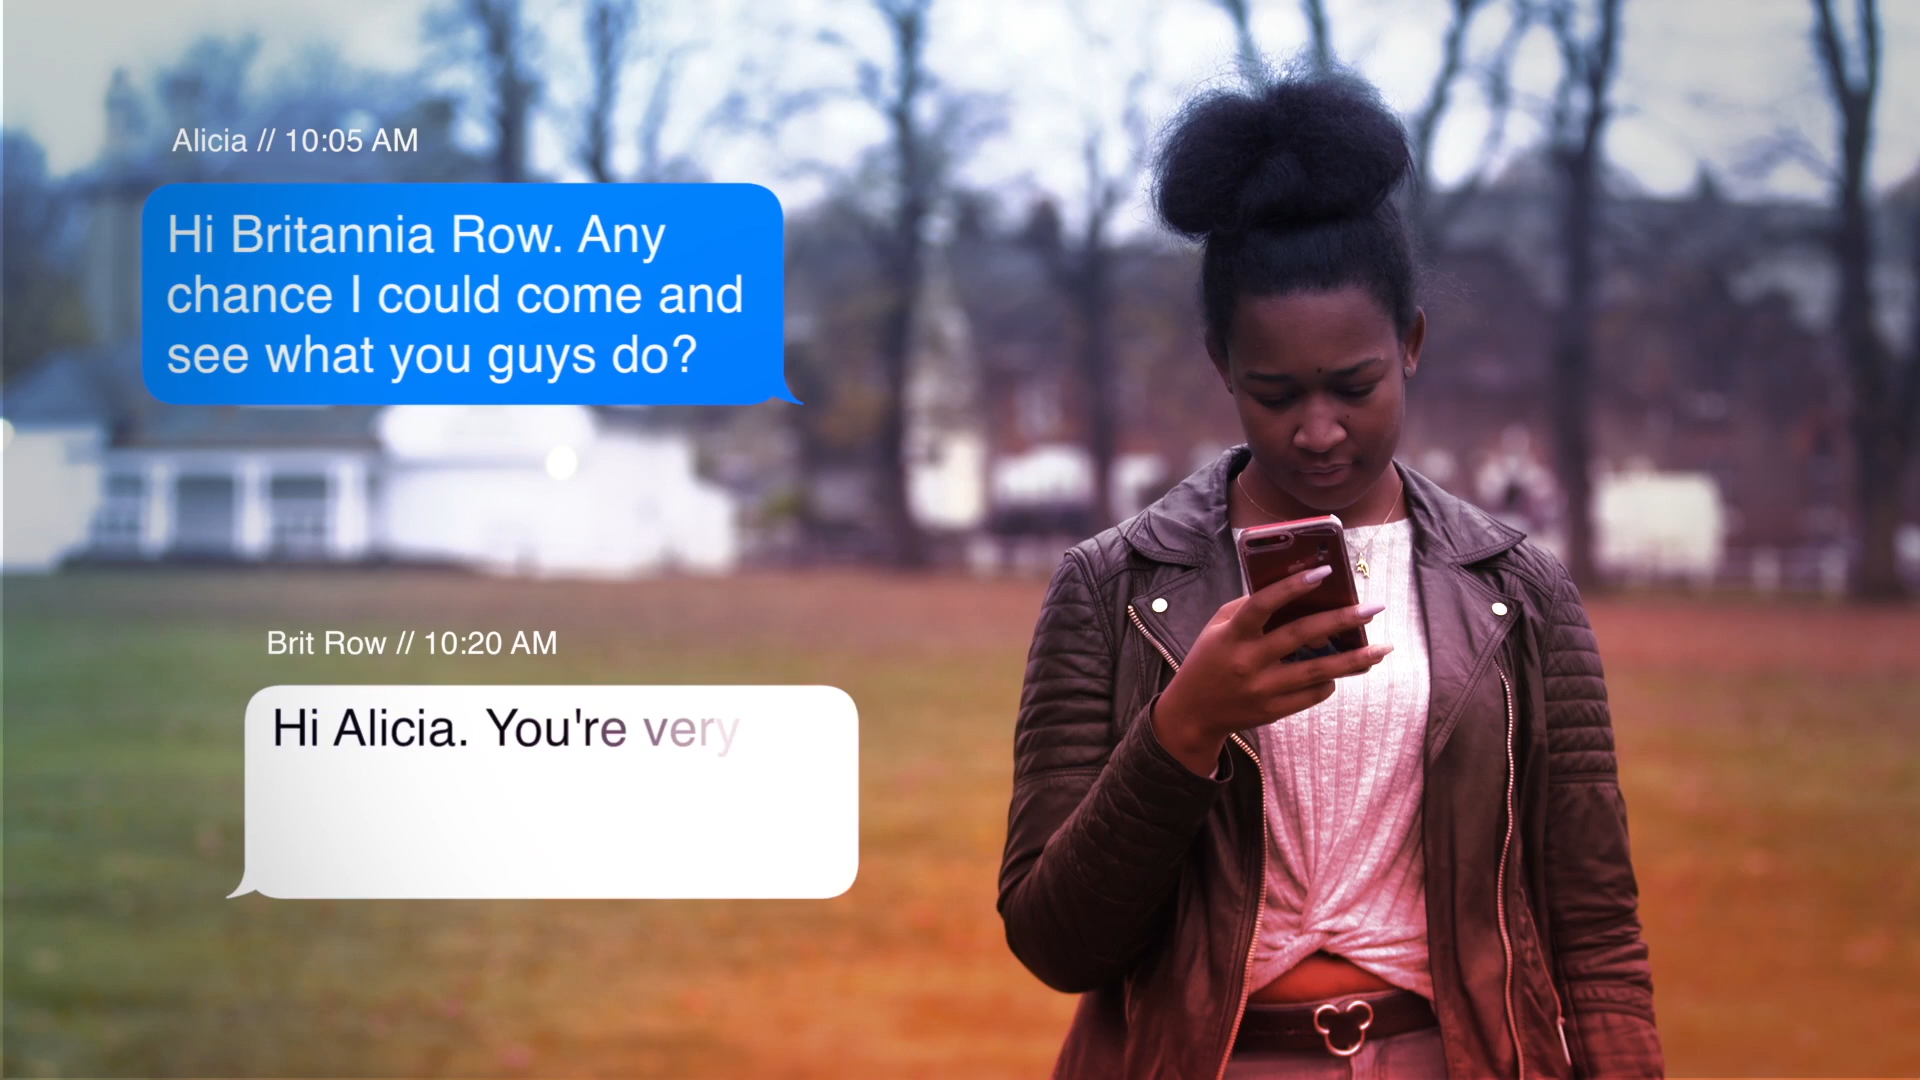 Alicia // 10:05 AM
Hi Britannia Row. Any
chance I could come and
see what you guys do?
Brit Row // 10:20 AM
Hi Alicia. You're very